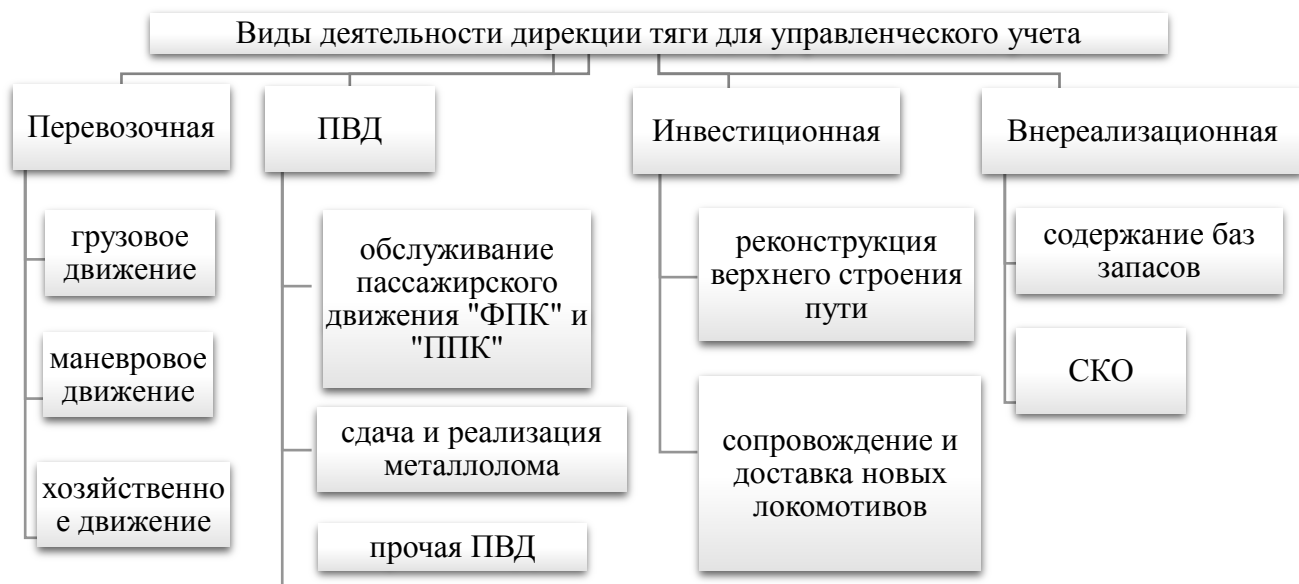 Виды деятельности дирекции тяги для управленческого учета
Перевозочная
грузовое
движение
маневровое
движение
хозяйственно
е движение
ПВД
обслуживание
пассажирского
движения "ФПК" и
"ППК"
сдача и реализация
металлолома
прочая ПВД
Инвестиционная
реконструкция
верхнего строения
пути
сопровождение и
доставка новых
локомотивов
Внереализационная
содержание баз
запасов
СКО